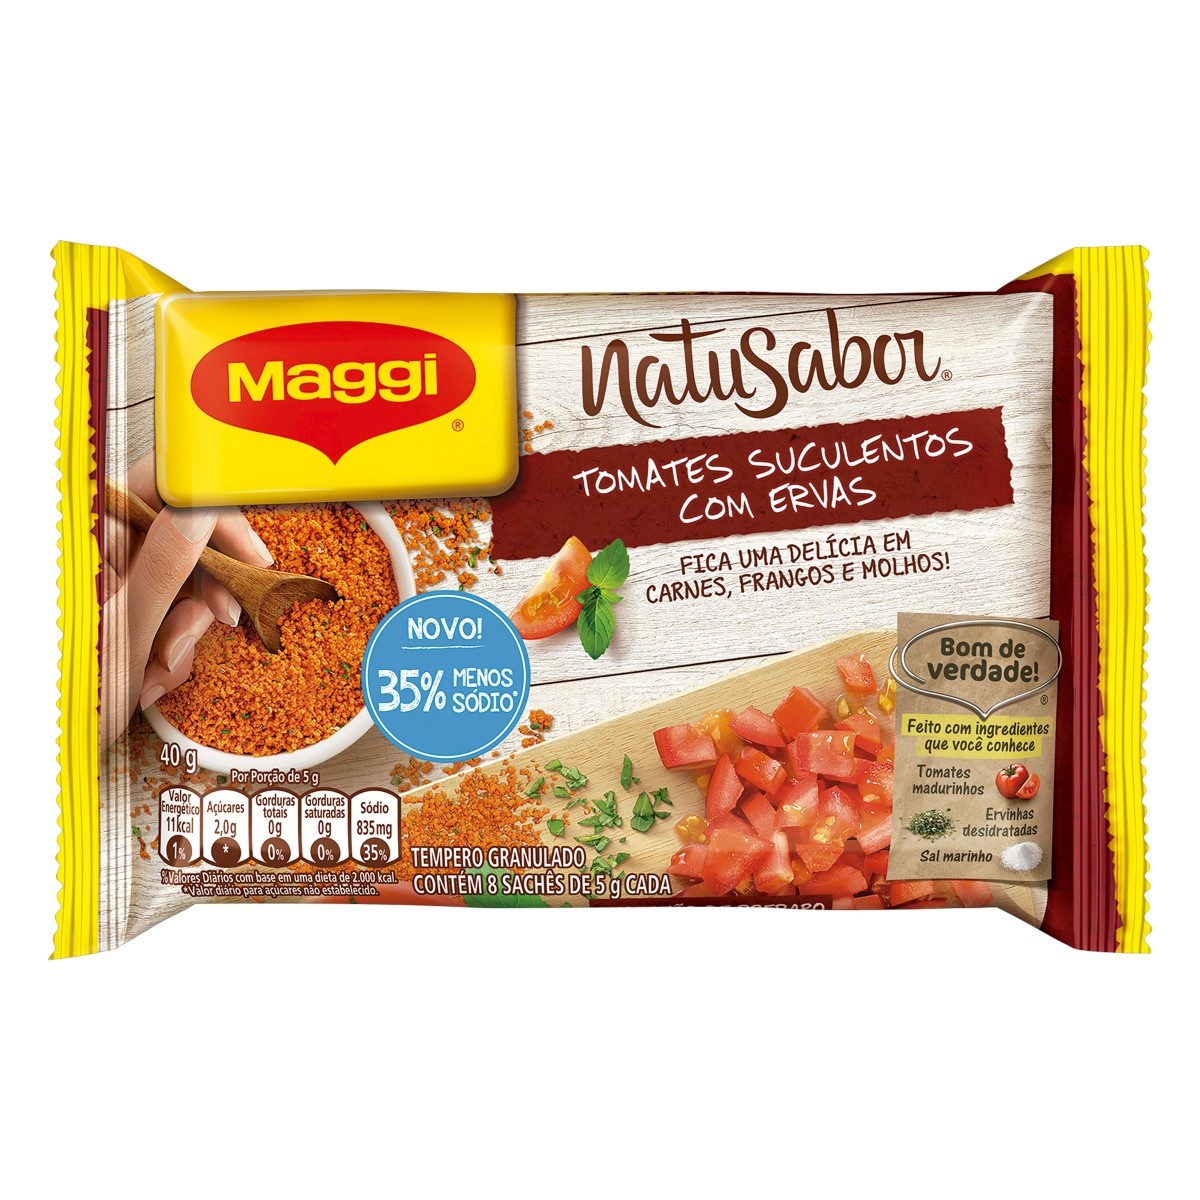 Maggi
®
NatuSabor®
TOMATES SUCULENTOS
COM ERVAS
FICA UMA DELÍCIA EM
CARNES, FRANGOS E MOLHOS!
NOVO!
35% MENOS
SÓDIO*
Bom de
verdade!
®
Feito com ingredientes
que você conhece
Tomates
madurinhos
Ervinhas
desidratadas
Sal marinho
40 g
Por Porção de 5 g
Valor Energético 11kcal 1%
Açúcares 2,0g *
Gorduras totais 0g 0%
Gorduras saturadas 0g 0%
Sódio 835mg 35%
%Valores Diários com base em uma dieta de 2.000 kcal.
*Valor diário para açúcares não estabelecido.
TEMPERO GRANULADO
CONTÉM 8 SACHÊS DE 5 g CADA